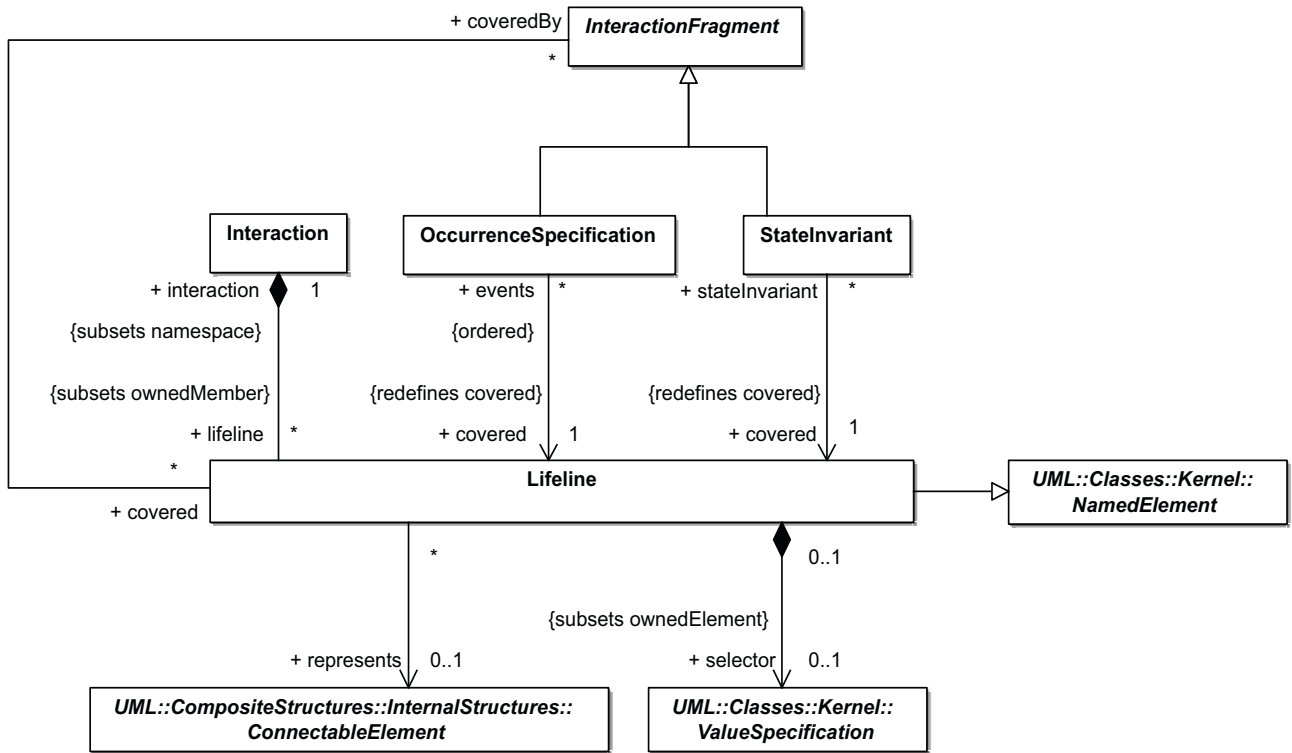 + coveredBy
InteractionFragment
*
Interaction
OccurrenceSpecification
StateInvariant
+ interaction 1
+ events *
+ stateInvariant *
{subsets namespace}
{ordered}
{subsets ownedMember}
{redefines covered}
{redefines covered}
+ lifeline *
+ covered 1
+ covered 1
*
+ covered
Lifeline
UML::Classes::Kernel::
NamedElement
*
0..1
{subsets ownedElement}
+ represents 0..1
+ selector 0..1
UML::CompositeStructures::InternalStructures::
ConnectableElement
UML::Classes::Kernel::
ValueSpecification